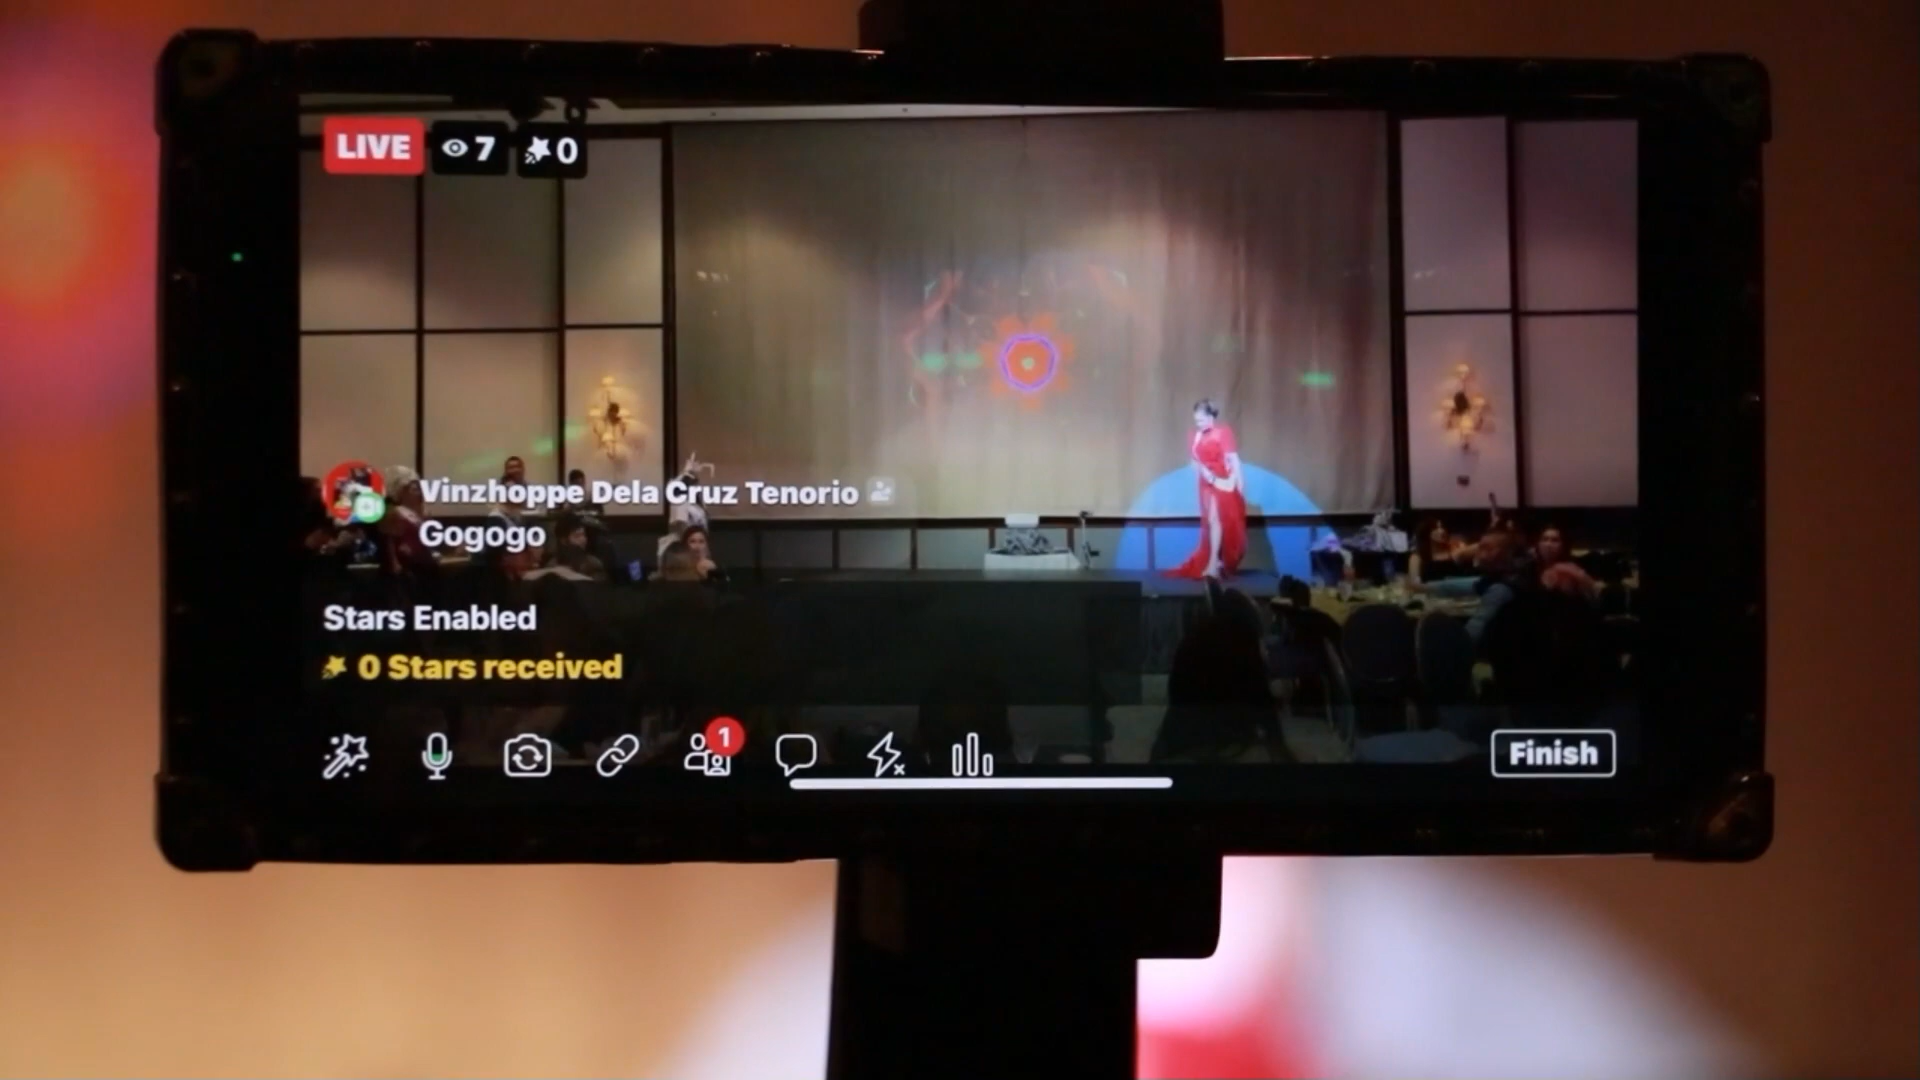 LIVE 7 0
Vinzhoppe Dela Cruz Tenorio
Gogogo
Stars Enabled
0 Stars received
1
Finish